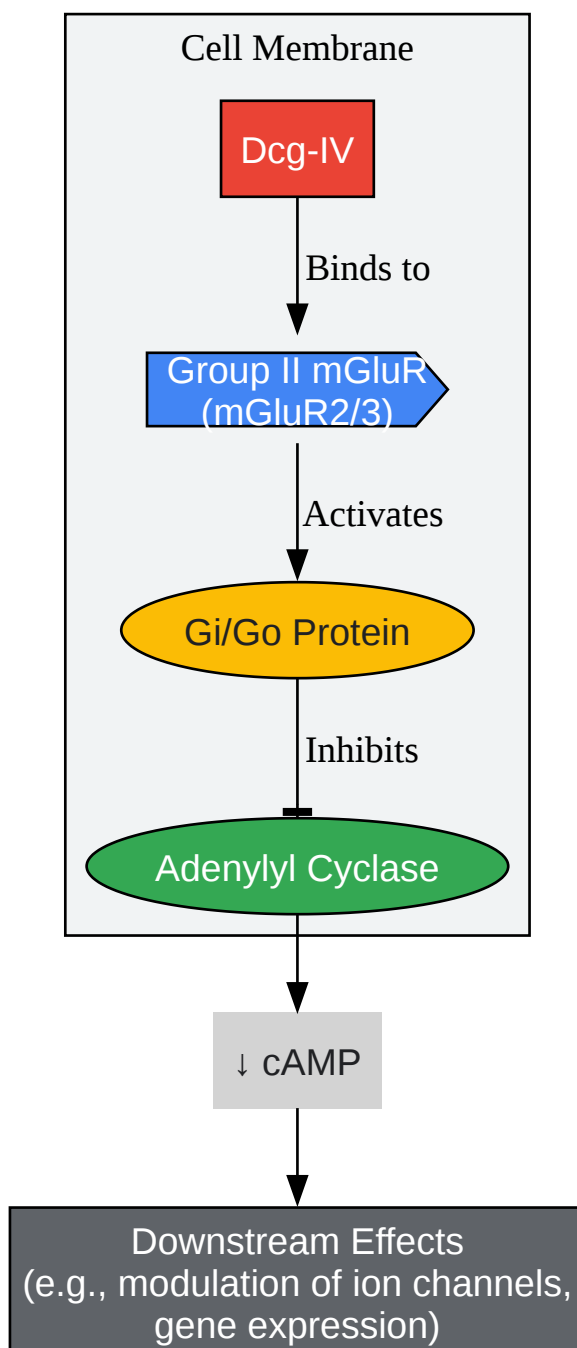 Cell Membrane
Dcg-IV
Binds to
Group II mGluR
(mGluR2/3)
Activates
Gi/Go Protein
Inhibits
Adenylyl Cyclase
↓ cAMP
Downstream Effects
(e.g., modulation of ion channels,
gene expression)